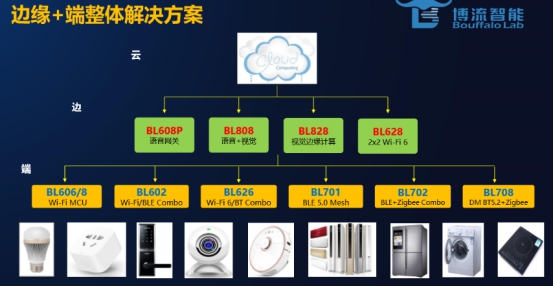 边缘+端整体解决方案
博流智能
Bouffalo Lab
云
Cloud
Computing
边
BL608P
语音网关
BL808
语音+视觉
BL828
视觉边缘计算
BL628
2x2 Wi-Fi 6
端
BL606/8
Wi-Fi MCU
BL602
Wi-Fi/BLE Combo
BL626
Wi-Fi 6/BT Combo
BL701
BLE 5.0 Mesh
BL702
BLE+Zigbee Combo
BL708
DM BT5.2+Zigbee